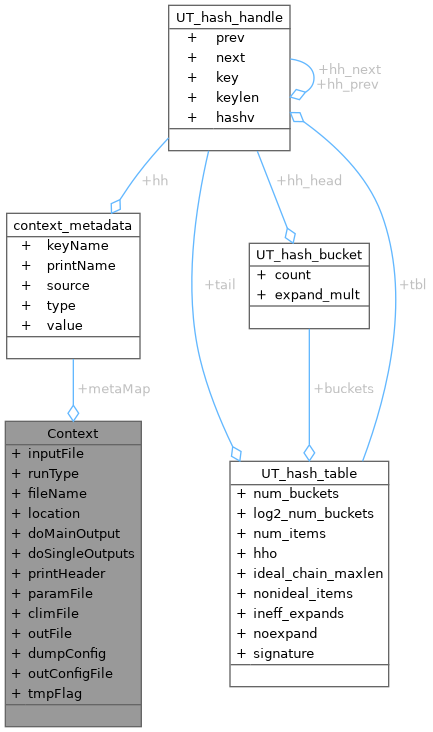 UT_hash_handle
+ prev
+ next
+ key
+ keylen
+ hashv
+hh_next
+hh_prev
+hh
+hh_head
+tail
+tbl
context_metadata
+ keyName
+ printName
+ source
+ type
+ value
UT_hash_bucket
+ count
+ expand_mult
+metaMap
+buckets
Context
+ inputFile
+ runType
+ fileName
+ location
+ doMainOutput
+ doSingleOutputs
+ printHeader
+ paramFile
+ climFile
+ outFile
+ dumpConfig
+ outConfigFile
+ tmpFlag
UT_hash_table
+ num_buckets
+ log2_num_buckets
+ num_items
+ hho
+ ideal_chain_maxlen
+ nonideal_items
+ ineff_expands
+ noexpand
+ signature